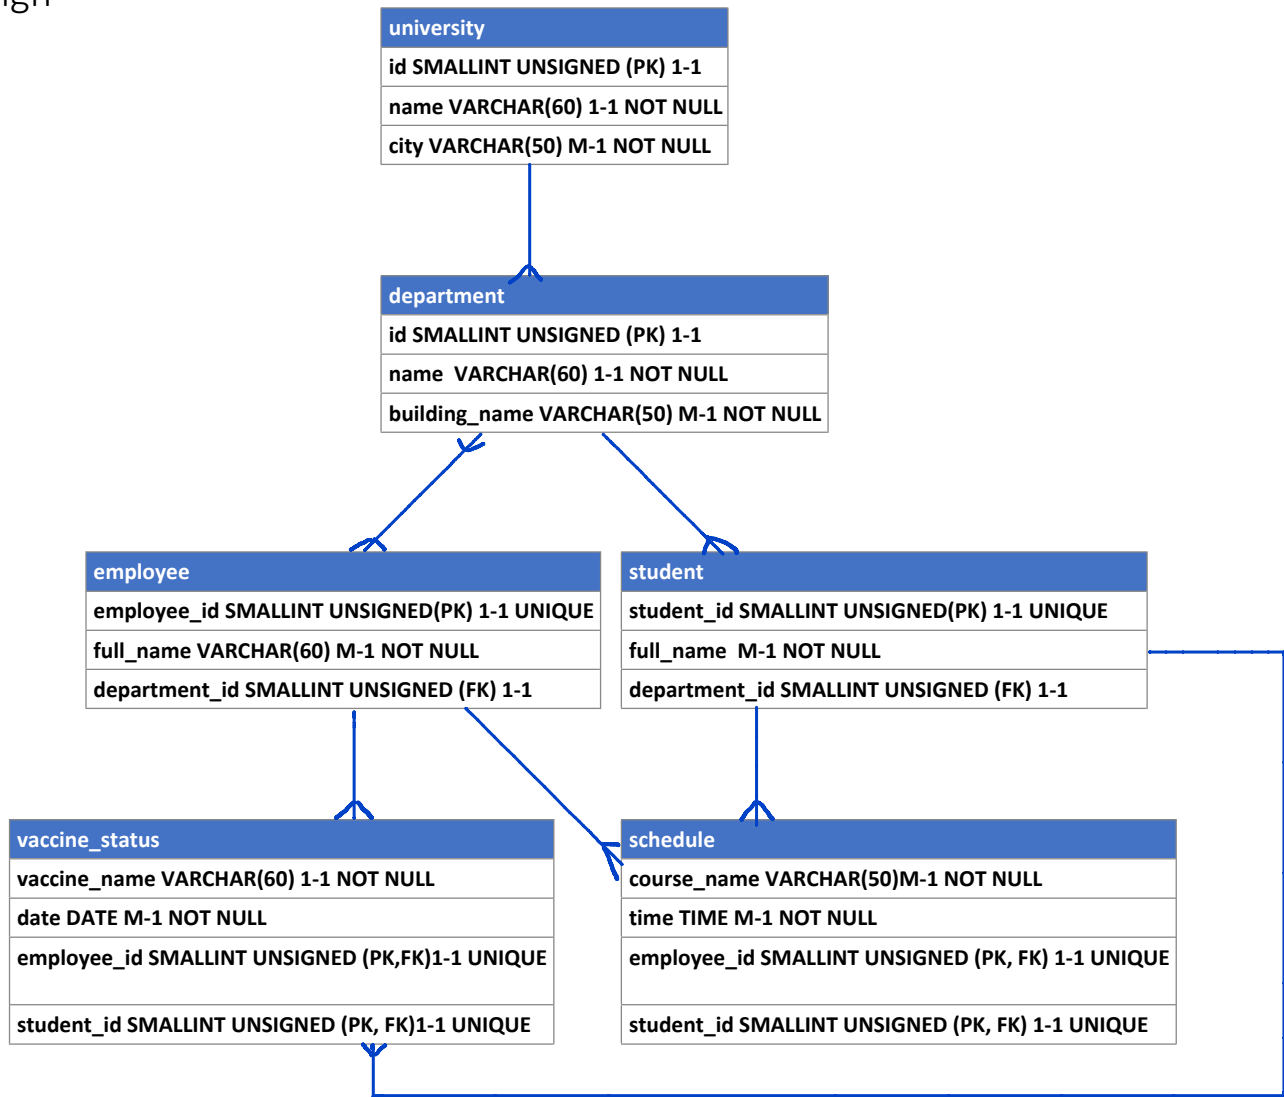 university
id SMALLINT UNSIGNED (PK) 1-1
name VARCHAR(60) 1-1 NOT NULL
city VARCHAR(50) M-1 NOT NULL
department
id SMALLINT UNSIGNED (PK) 1-1
name VARCHAR(60) 1-1 NOT NULL
building_name VARCHAR(50) M-1 NOT NULL
employee
employee_id SMALLINT UNSIGNED(PK) 1-1 UNIQUE
full_name VARCHAR(60) M-1 NOT NULL
department_id SMALLINT UNSIGNED (FK) 1-1
student
student_id SMALLINT UNSIGNED(PK) 1-1 UNIQUE
full_name M-1 NOT NULL
department_id SMALLINT UNSIGNED (FK) 1-1
vaccine_status
vaccine_name VARCHAR(60) 1-1 NOT NULL
date DATE M-1 NOT NULL
employee_id SMALLINT UNSIGNED (PK,FK)1-1 UNIQUE
student_id SMALLINT UNSIGNED (PK, FK)1-1 UNIQUE
schedule
course_name VARCHAR(50)M-1 NOT NULL
time TIME M-1 NOT NULL
employee_id SMALLINT UNSIGNED (PK, FK) 1-1 UNIQUE
student_id SMALLINT UNSIGNED (PK, FK) 1-1 UNIQUE